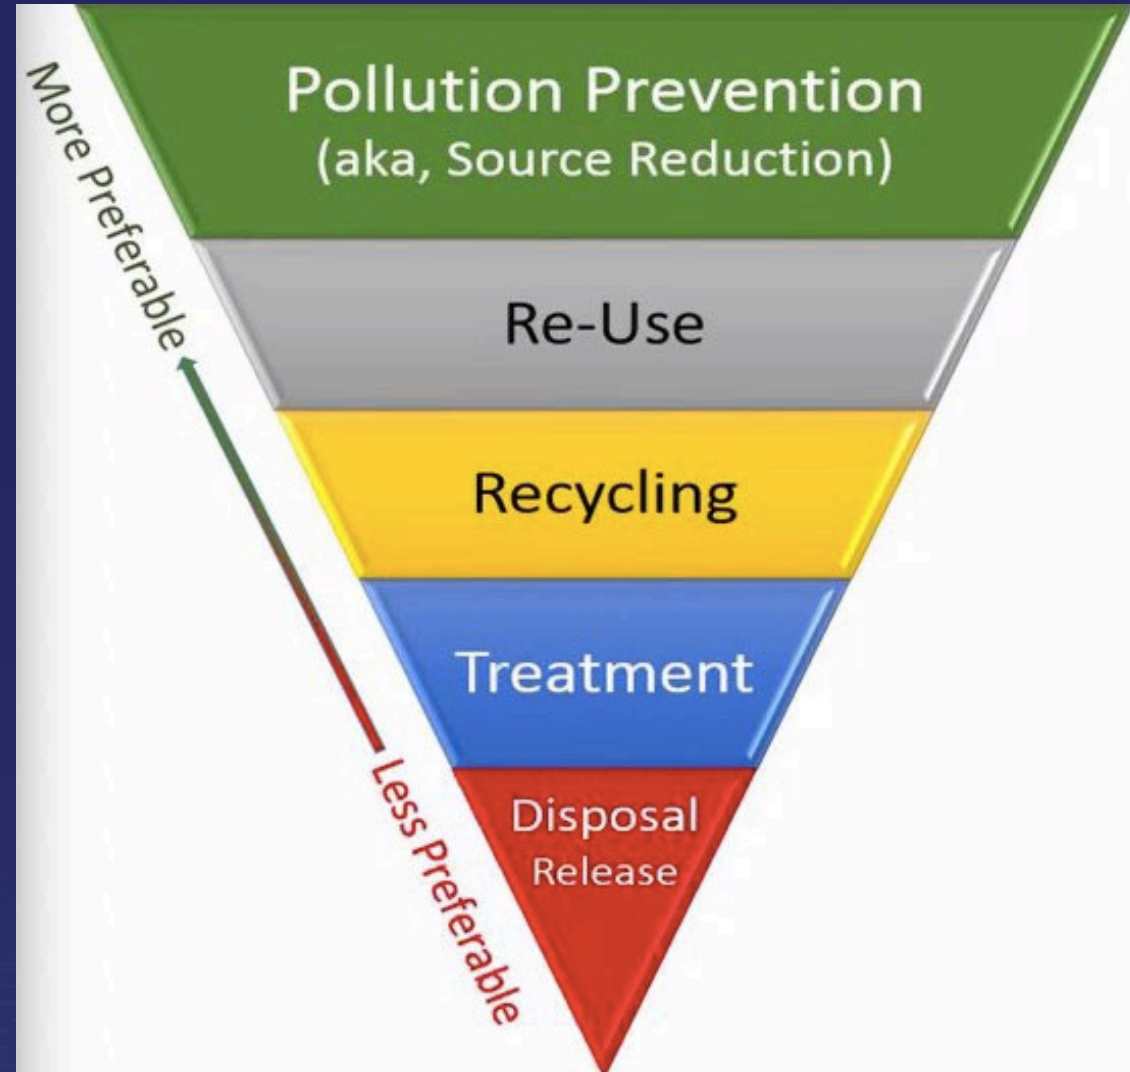 Pollution Prevention
(aka, Source Reduction)
More Preferable
Re-Use
Recycling
Treatment
Less Preferable
Disposal
Release